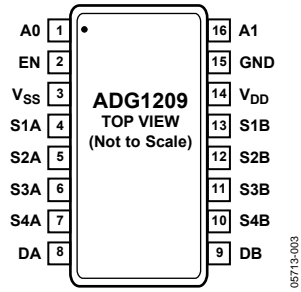 A0 1 16 A1
EN 2 15 GND
VSS 3 14 VDD
ADG1209
TOP VIEW
(Not to Scale)
S1A 4 13 S1B
S2A 5 12 S2B
S3A 6 11 S3B
S4A 7 10 S4B
DA 8 9 DB
05713-003